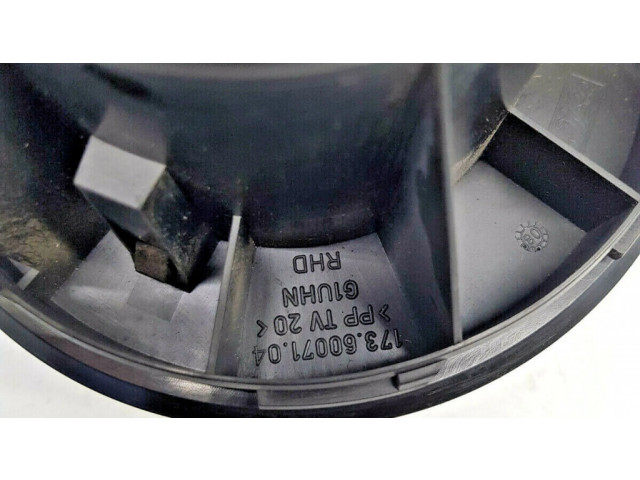 173.60071.04
>PP TV 20<
G1UHN
RHD